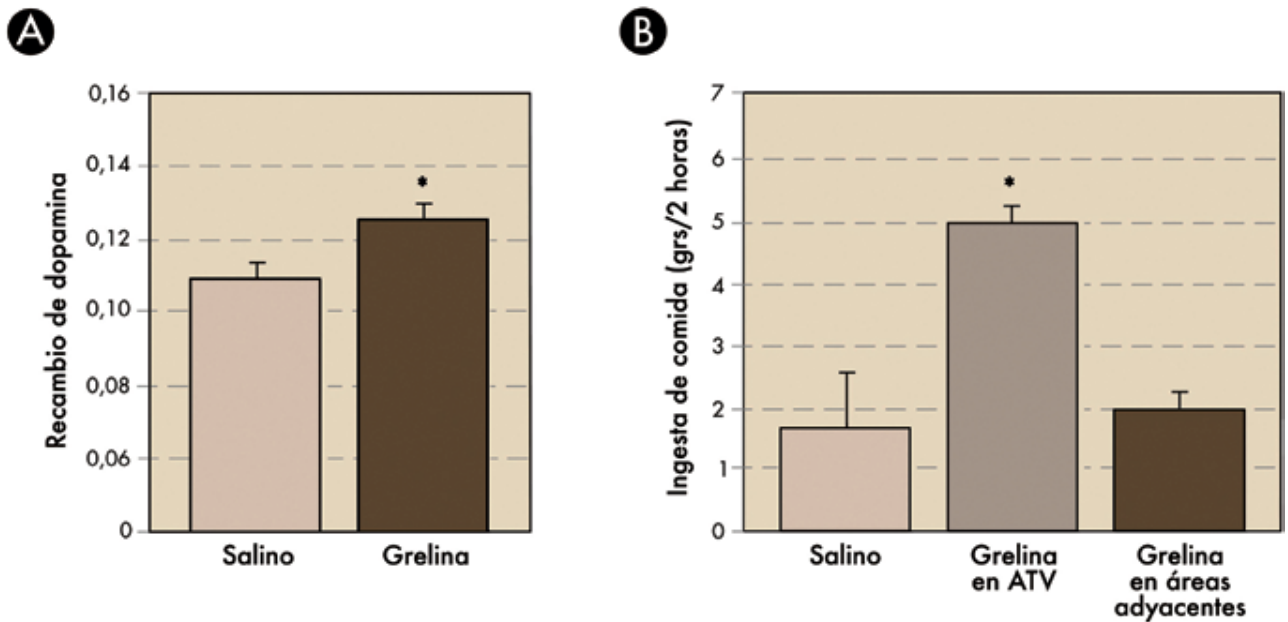 A
Recambio de dopamina
0,16
0,14
0,12
0,10
0,08
0,06
0
*
Salino
Grelina
B
Ingesta de comida (grs/2 horas)
7
6
5
4
3
2
1
0
*
Salino
Grelina
en ATV
Grelina
en áreas
adyacentes